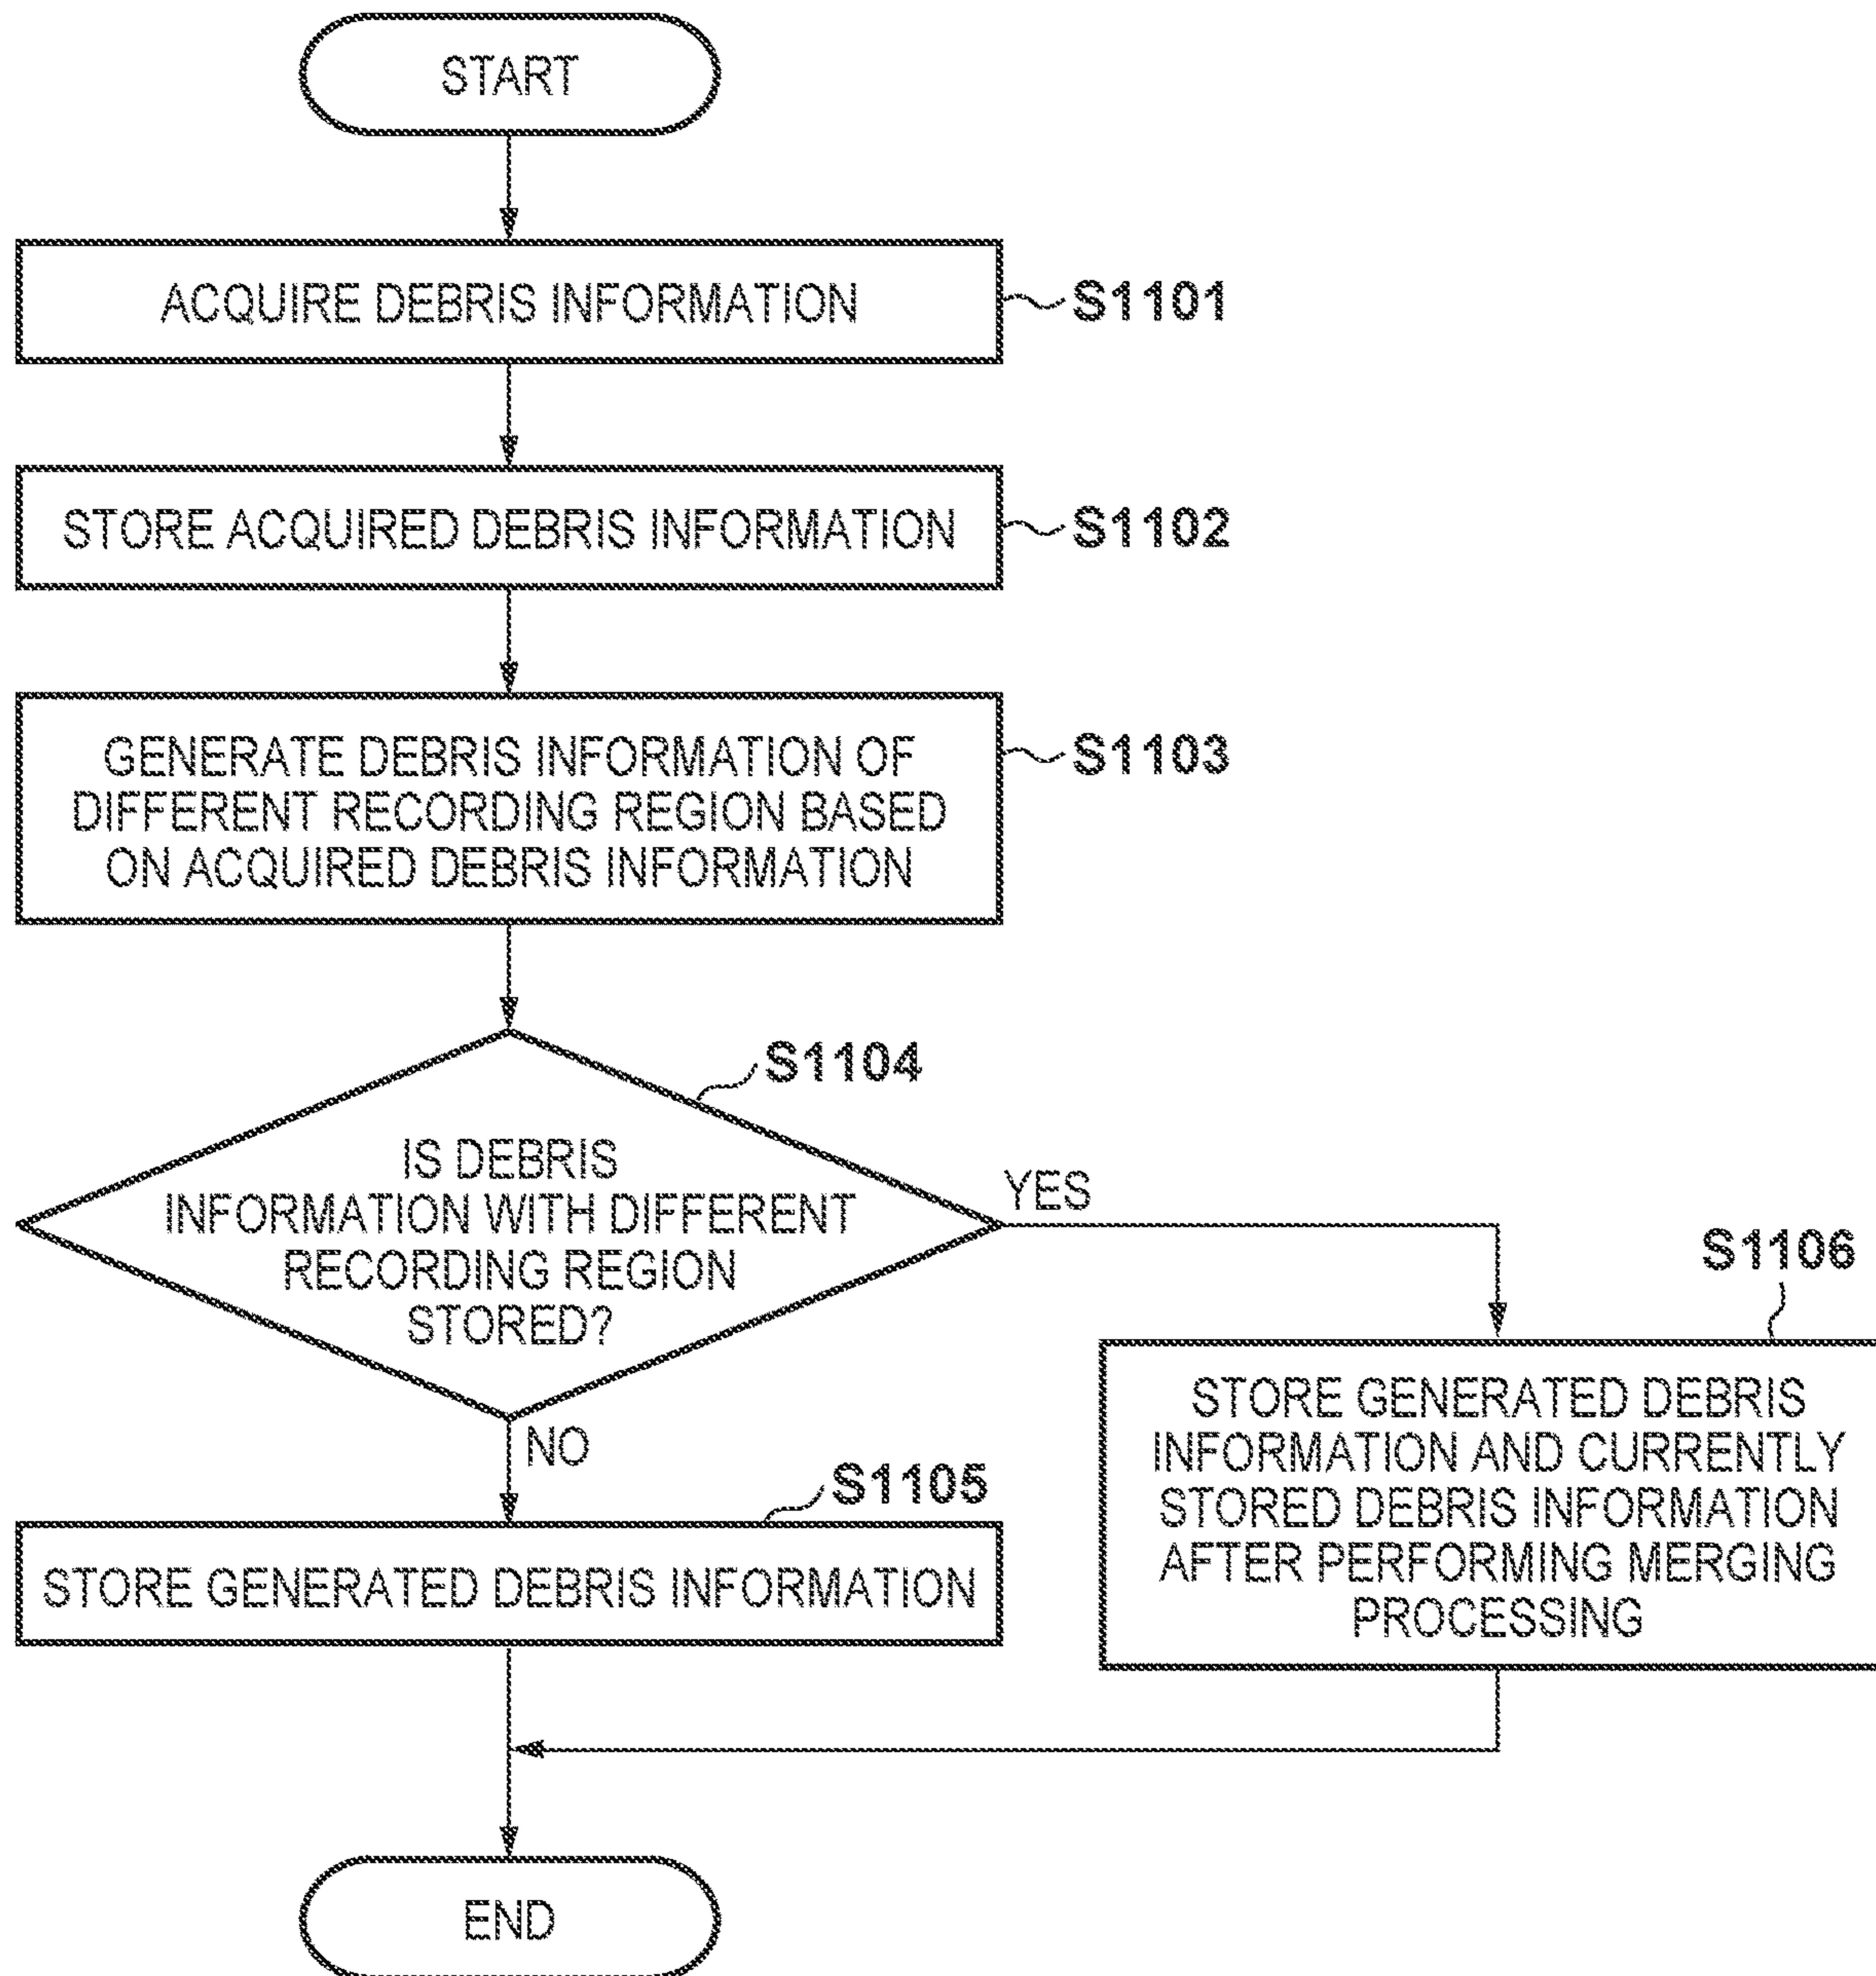 START
ACQUIRE DEBRIS INFORMATION
S1101
STORE ACQUIRED DEBRIS INFORMATION
S1102
GENERATE DEBRIS INFORMATION OF
DIFFERENT RECORDING REGION BASED
ON ACQUIRED DEBRIS INFORMATION
S1103
S1104
IS DEBRIS
INFORMATION WITH DIFFERENT
RECORDING REGION
STORED?
YES
NO
S1106
STORE GENERATED DEBRIS
INFORMATION AND CURRENTLY
STORED DEBRIS INFORMATION
AFTER PERFORMING MERGING
PROCESSING
S1105
STORE GENERATED DEBRIS INFORMATION
END